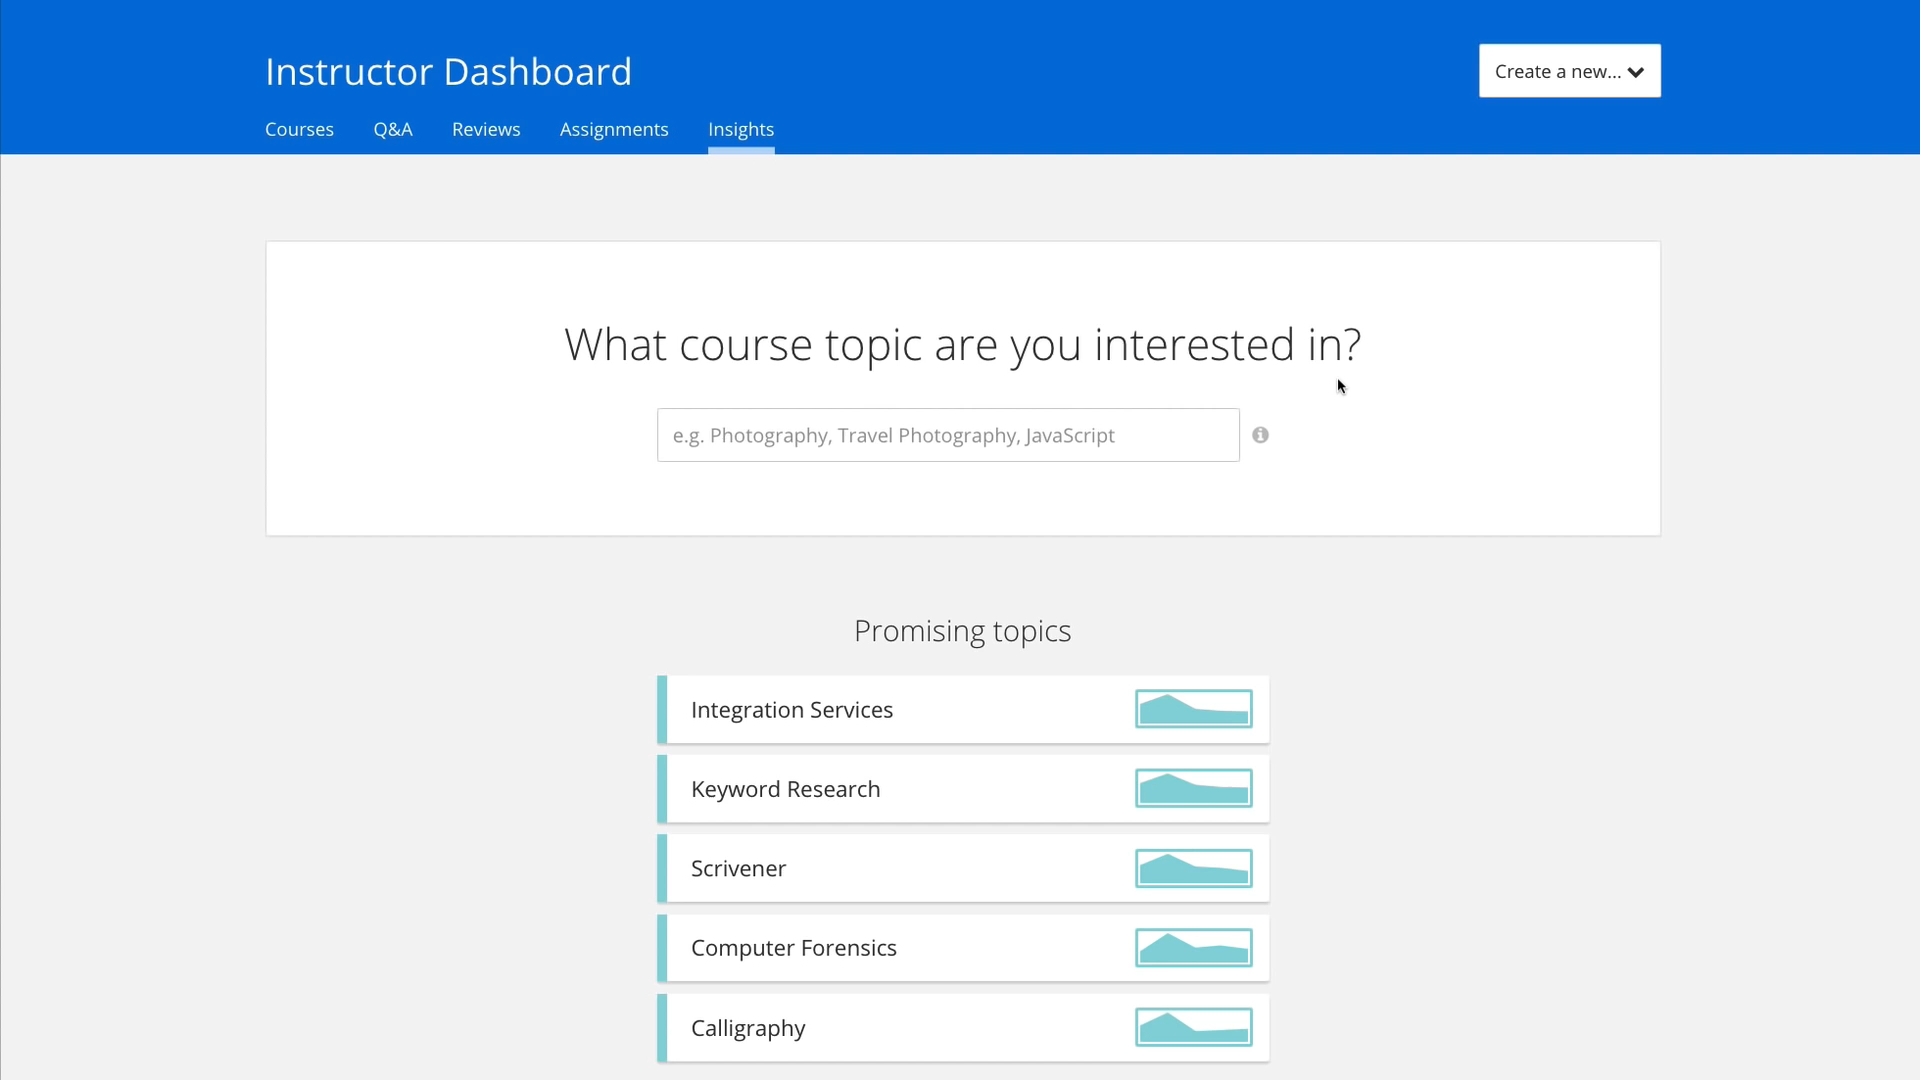 Instructor Dashboard
Create a new...
Courses Q&A Reviews Assignments Insights
What course topic are you interested in?
e.g. Photography, Travel Photography, JavaScript
Promising topics
Integration Services
Keyword Research
Scrivener
Computer Forensics
Calligraphy